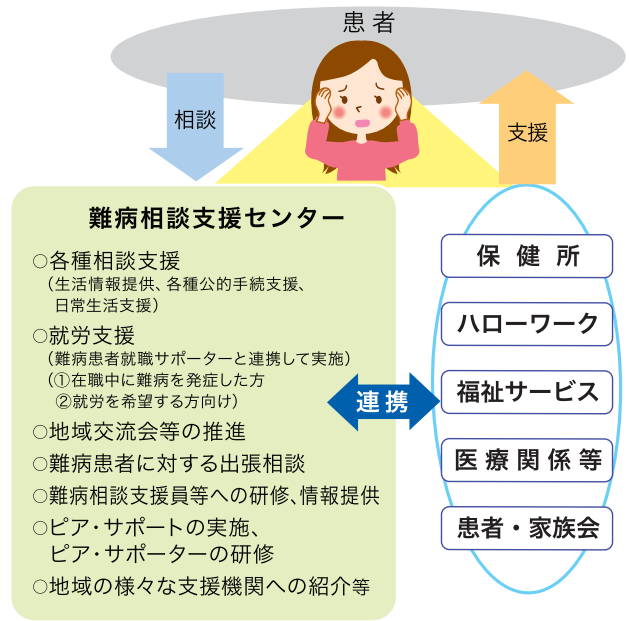 患者
相談
支援
難病相談支援センター
○各種相談支援
（生活情報提供、各種公的手続支援、
日常生活支援）
○就労支援
（難病患者就職サポーターと連携して実施）
（①在職中に難病を発症した方
②就労を希望する方向け）
○地域交流会等の推進
○難病患者に対する出張相談
○難病相談支援員等への研修、情報提供
○ピア・サポートの実施、
ピア・サポーターの研修
○地域の様々な支援機関への紹介等
連携
保健所
ハローワーク
福祉サービス
医療関係等
患者・家族会